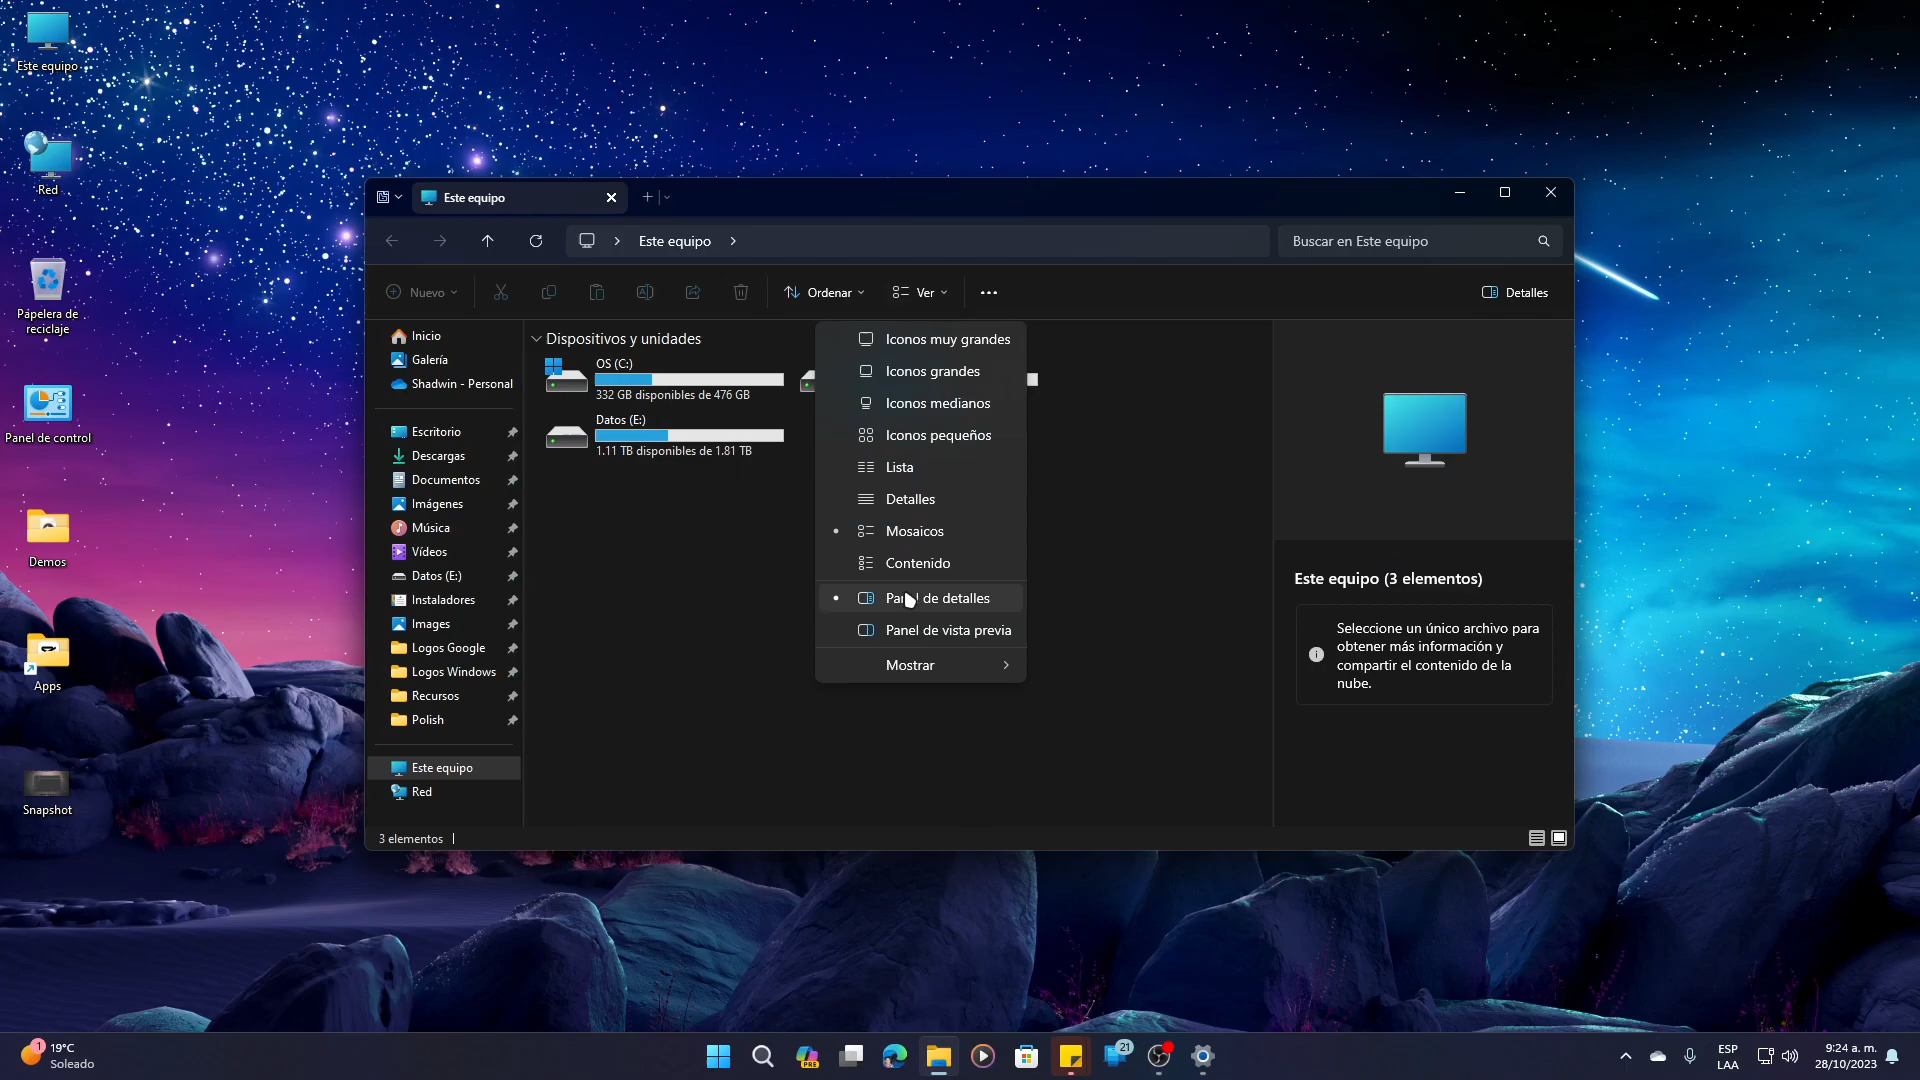 Este equipo
Red
Papelera de
reciclaje
Panel de control
Demos
Apps
Snapshot
Este equipo
Este equipo
Buscar en Este equipo
Nuevo
Ordenar
Ver
Detalles
Inicio
Galería
Shadwin - Personal
Escritorio
Descargas
Documentos
Imágenes
Música
Vídeos
Datos (E:)
Instaladores
Images
Logos Google
Logos Windows
Recursos
Polish
Este equipo
Red
Dispositivos y unidades
OS (C:)
332 GB disponibles de 476 GB
Datos (E:)
1.11 TB disponibles de 1.81 TB
Iconos muy grandes
Iconos grandes
Iconos medianos
Iconos pequeños
Lista
Detalles
Mosaicos
Contenido
Panel de detalles
Panel de vista previa
Mostrar
Este equipo (3 elementos)
Seleccione un único archivo para
obtener más información y
compartir el contenido de la
nube.
3 elementos
1
19°C
Soleado
PRE
21
ESP
LAA
9:24 a. m.
28/10/2023